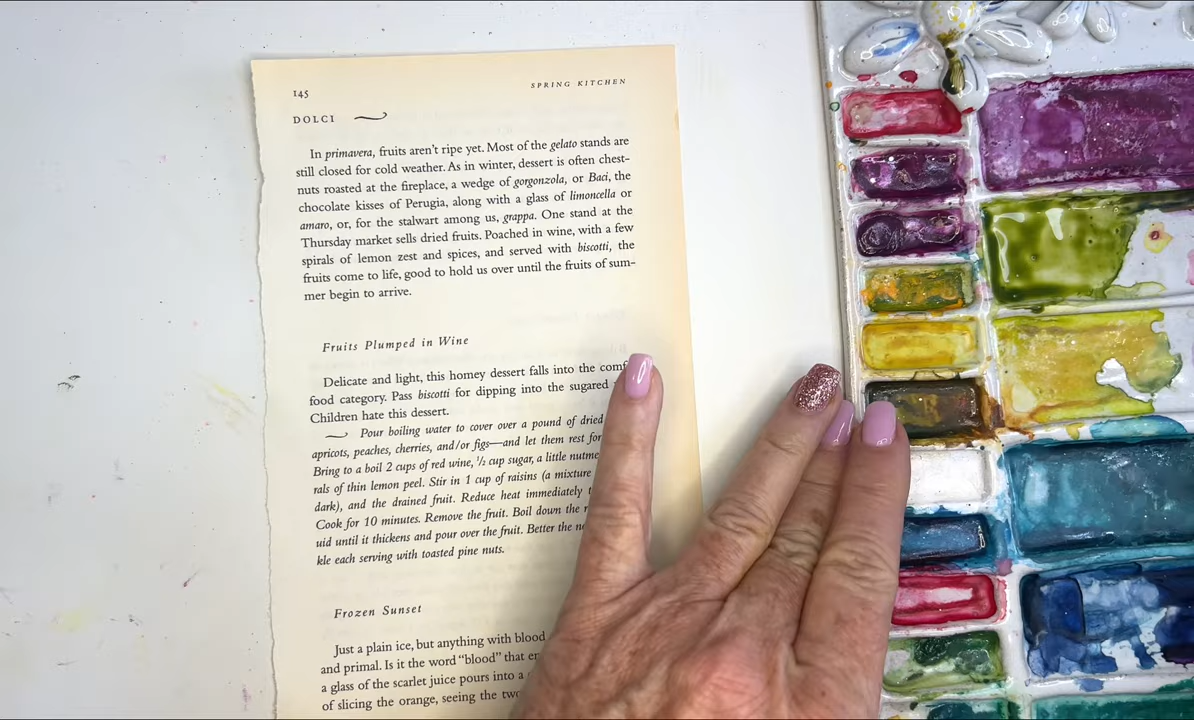 145
SPRING KITCHEN
DOLCI
In primavera, fruits aren't ripe yet. Most of the gelato stands are
still closed for cold weather. As in winter, dessert is often chest-
nuts roasted at the fireplace, a wedge of gorgonzola, or Baci, the
chocolate kisses of Perugia, along with a glass of limoncella or
amaro, or, for the stalwart among us, grappa. One stand at the
Thursday market sells dried fruits. Poached in wine, with a few
spirals of lemon zest and spices, and served with biscotti, the
fruits come to life, good to hold us over until the fruits of sum-
mer begin to arrive.
Fruits Plumped in Wine
Delicate and light, this homey dessert falls into the
food category. Pass biscotti for dipping into the sugared
Children hate this dessert.
Pour boiling water to cover over a pound of dried
apricots, peaches, cherries, and/or figs—and let them rest for
Bring to a boil 2 cups of red wine, ½ cup sugar, a little
rals of thin lemon peel. Stir in 1 cup of raisins (a mixture
dark), and the drained fruit. Reduce heat immediately
Cook for 10 minutes. Remove the fruit. Boil down the
uid until it thickens and pour over the fruit. Better the
kle each serving with toasted pine nuts.
Frozen Sunset
Just a plain ice, but anything with blood
and primal. Is it the word "blood" that
a glass of the scarlet juice pours into a
of slicing the orange, seeing the